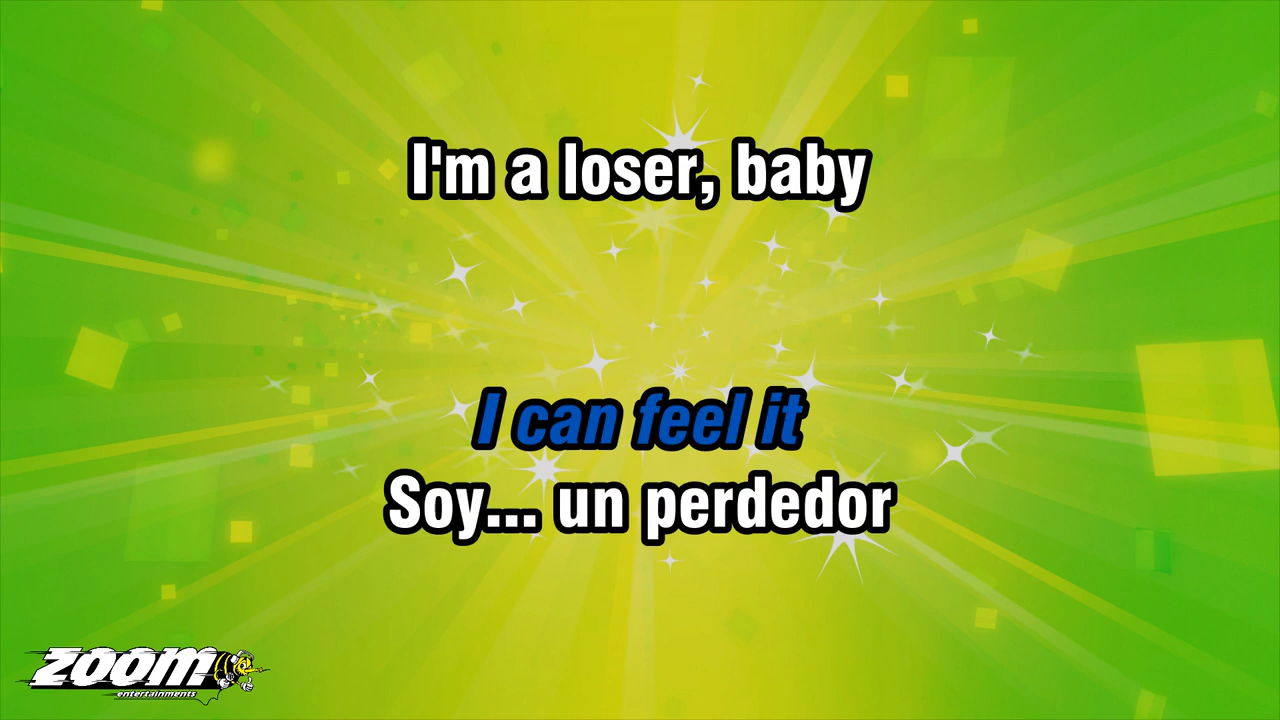 I'm a loser, baby
I can feel it
Soy... un perdedor
ZOOM
entertainments